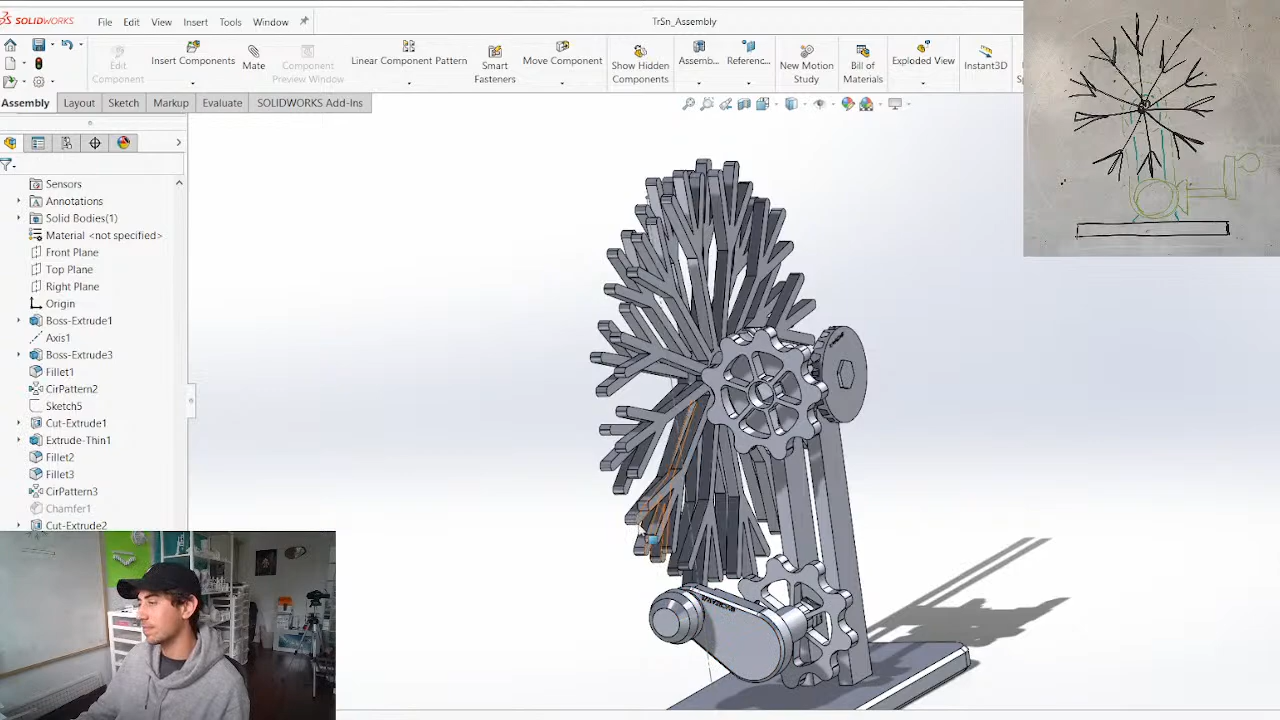 SOLIDWORKS File Edit View Insert Tools Window TrSn_Assembly
Edit Component
Insert Components
Mate
Component Preview Window
Linear Component Pattern
Smart Fasteners
Move Component
Show Hidden Components
Assemb...
Referenc...
New Motion Study
Bill of Materials
Exploded View
Instant3D
Assembly Layout Sketch Markup Evaluate SOLIDWORKS Add-Ins
Sensors
Annotations
Solid Bodies(1)
Material <not specified>
Front Plane
Top Plane
Right Plane
Origin
Boss-Extrude1
Axis1
Boss-Extrude3
Fillet1
CirPattern2
Sketch5
Cut-Extrude1
Extrude-Thin1
Fillet2
Fillet3
CirPattern3
Chamfer1
Cut-Extrude2